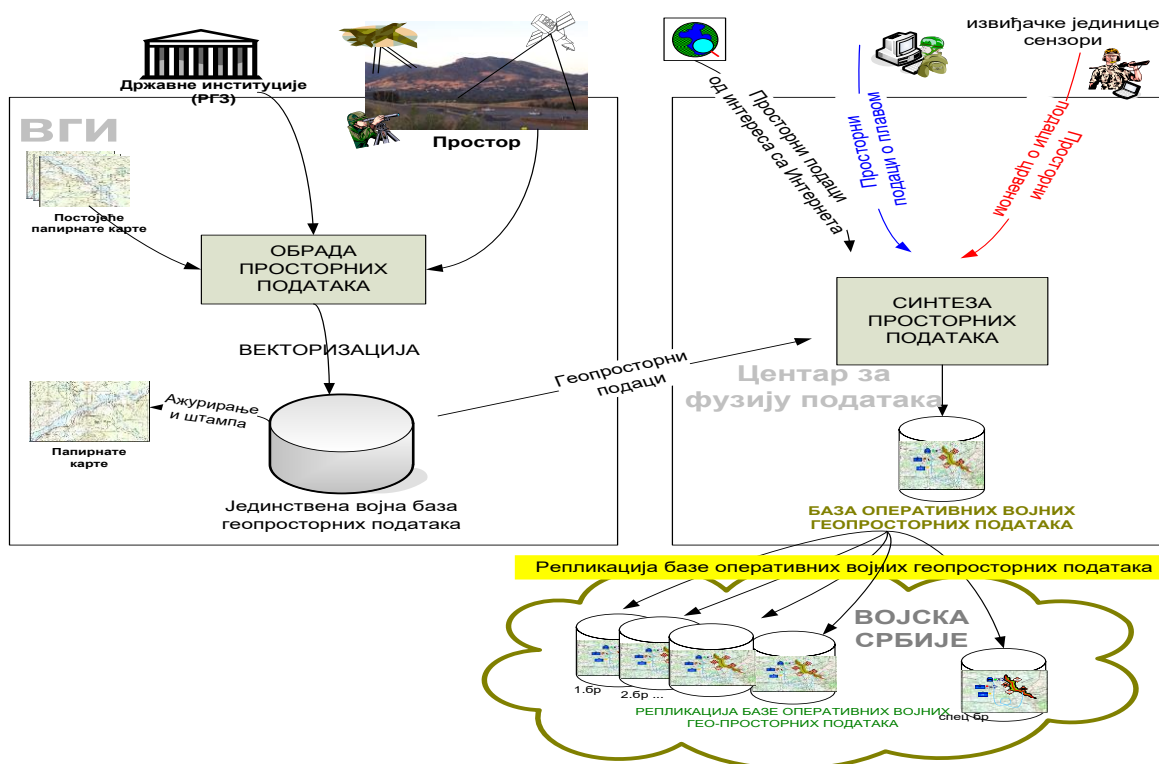 Државне институције
(РГЗ)
ВГИ
Простор
Постојеће
папирнате карте
ОБРАДА
ПРОСТОРНИХ
ПОДАТАКА
ВЕКТОРИЗАЦИЈА
Ажурирање
и штампа
Папирнате
карте
Јединствена војна база
геопросторних података
Геопросторни
подаци
извиђачке јединице
сензори
Просторни подаци
од интереса са Интернета
Просторни
подаци о плавом
Просторни
подаци о црвеном
СИНТЕЗА
ПРОСТОРНИХ
ПОДАТАКА
Центар за
фузију података
БАЗА ОПЕРАТИВНИХ ВОЈНИХ
ГЕОПРОСТОРНИХ ПОДАТАКА
Репликација базе оперативних војних геопросторних података
ВОЈСКА
СРБИЈЕ
1.бр
2.бр ...
спец бр
РЕПЛИКАЦИЈА БАЗЕ ОПЕРАТИВНИХ ВОЈНИХ
ГЕО-ПРОСТОРНИХ ПОДАТАКА